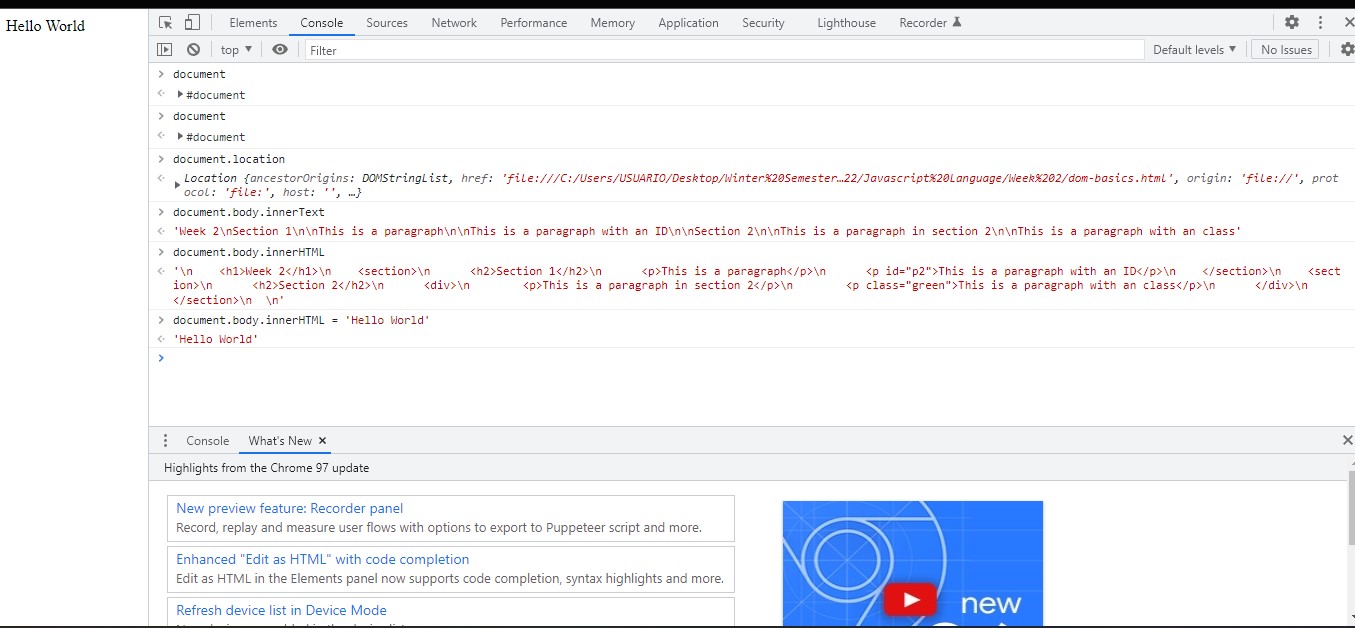 Hello World
Elements Console Sources Network Performance Memory Application Security Lighthouse Recorder
top Filter Default levels No Issues
document
#document
document
#document
document.location
Location {ancestorOrigins: DOMStringList, href: 'file:///C:/Users/USUARIO/Desktop/Winter%20Semester…22/Javascript%20Language/Week%202/dom-basics.html', origin: 'file://', prot
ocol: 'file:', host: '', …}
document.body.innerText
'Week 2\nSection 1\n\nThis is a paragraph\n\nThis is a paragraph with an ID\n\nSection 2\n\nThis is a paragraph in section 2\n\nThis is a paragraph with an class'
document.body.innerHTML
'\n    <h1>Week 2</h1>\n    <section>\n      <h2>Section 1</h2>\n      <p>This is a paragraph</p>\n      <p id="p2">This is a paragraph with an ID</p>\n    </section>\n    <sect
ion>\n      <h2>Section 2</h2>\n      <div>\n        <p>This is a paragraph in section 2</p>\n        <p class="green">This is a paragraph with an class</p>\n      </div>\n
</section>\n  \n'
document.body.innerHTML = 'Hello World'
'Hello World'
Console What's New
Highlights from the Chrome 97 update
New preview feature: Recorder panel
Record, replay and measure user flows with options to export to Puppeteer script and more.
Enhanced "Edit as HTML" with code completion
Edit as HTML in the Elements panel now supports code completion, syntax highlights and more.
Refresh device list in Device Mode
new